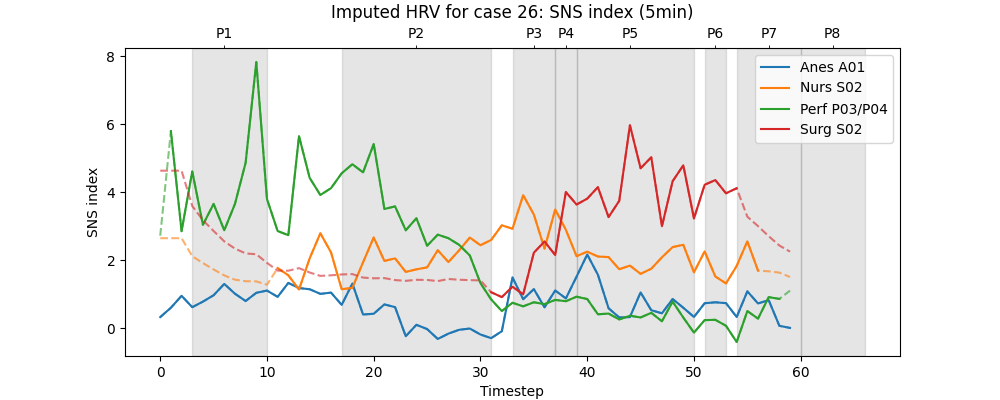 Imputed HRV for case 26: SNS index (5min)
P1 P2 P3 P4 P5 P6 P7 P8
Anes A01
Nurs S02
Perf P03/P04
Surg S02
8
6
4
2
0
SNS index
0 10 20 30 40 50 60
Timestep